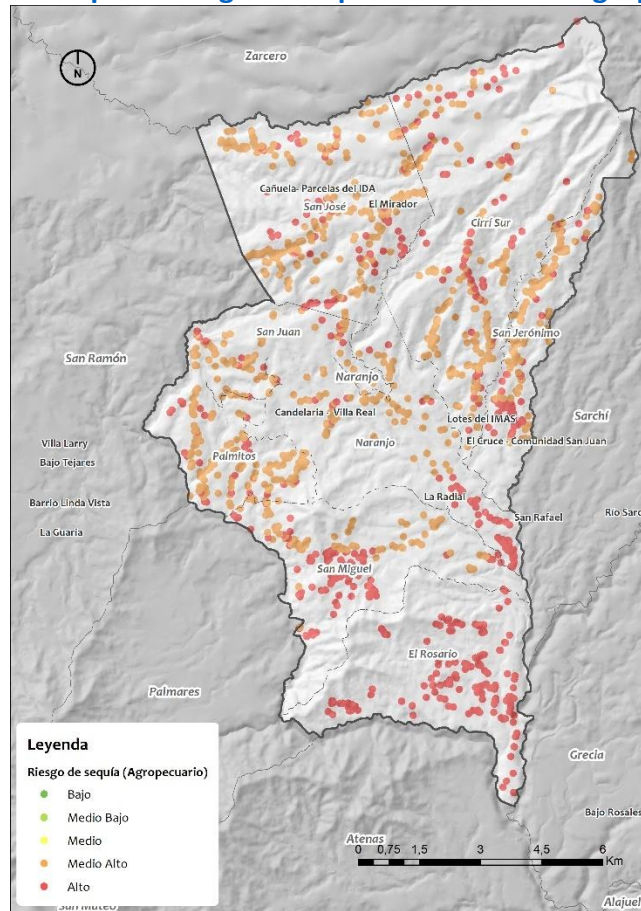 Zarcero
N
Cañuela- Parcelas del IDA
San José
El Mirador
Cirrí Sur
San Juan
San Jerónimo
San Ramón
Naranjo
Sarchí
Candelaria - Villa Real
Lotes del IMAS
Villa Larry
Naranjo
El Cruce - Comunidad San Juan
Palmitos
Bajo Tejares
La Radial
Barrio Linda Vista
San Rafael
Río Sarc
La Guaria
San Miguel
El Rosario
Palmares
Leyenda
Grecia
Riesgo de sequía (Agropecuario)
Bajo
Medio Bajo
Medio
Medio Alto
Alto
Bajo Rosales
Atenas
0 0,75 1,5 3 4,5 6
Km
San Mateo
Alajuel